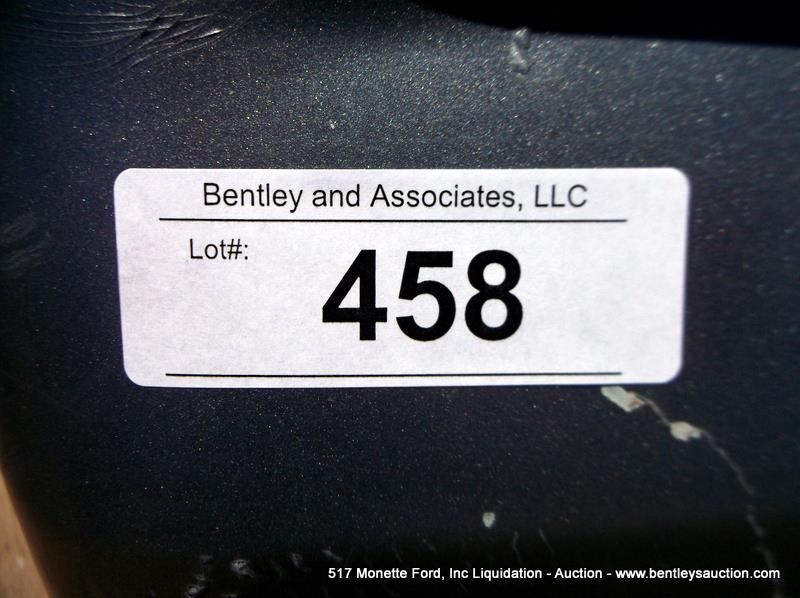 Bentley and Associates, LLC
Lot#:
458
517 Monette Ford, Inc Liquidation - Auction - www.bentleysauction.com